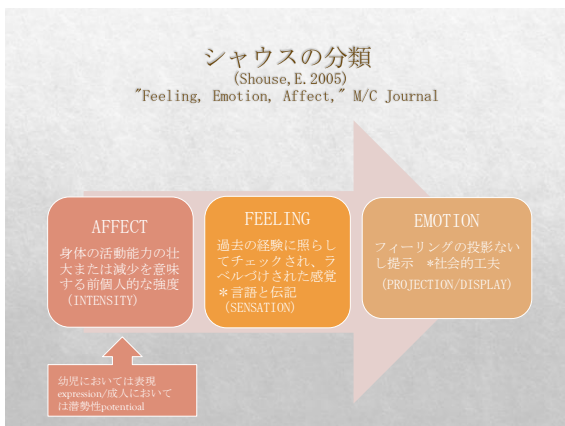 シャウスの分類
(Shouse,E.2005)
"Feeling, Emotion, Affect," M/C Journal
AFFECT
身体の活動能力の壮
大または減少を意味
する前個人的な強度
(INTENSITY)
FEELING
過去の経験に照らし
てチェックされ、ラ
ベルづけされた感覚
＊言語と伝記
(SENSATION)
EMOTION
フィーリングの投影ない
し提示　*社会的工夫
(PROJECTION/DISPLAY)
幼児においては表現
expression/成人において
は潜勢性potentioal